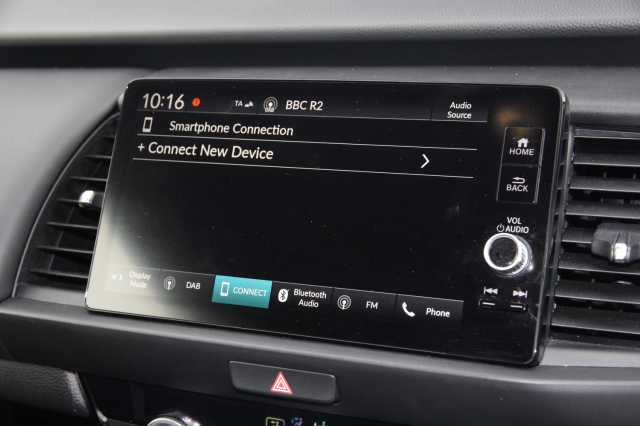 10:16 TA BBC R2 Audio Source
Smartphone Connection
+ Connect New Device
HOME
BACK
VOL
AUDIO
Display Mode
DAB
CONNECT
Bluetooth Audio
FM
Phone